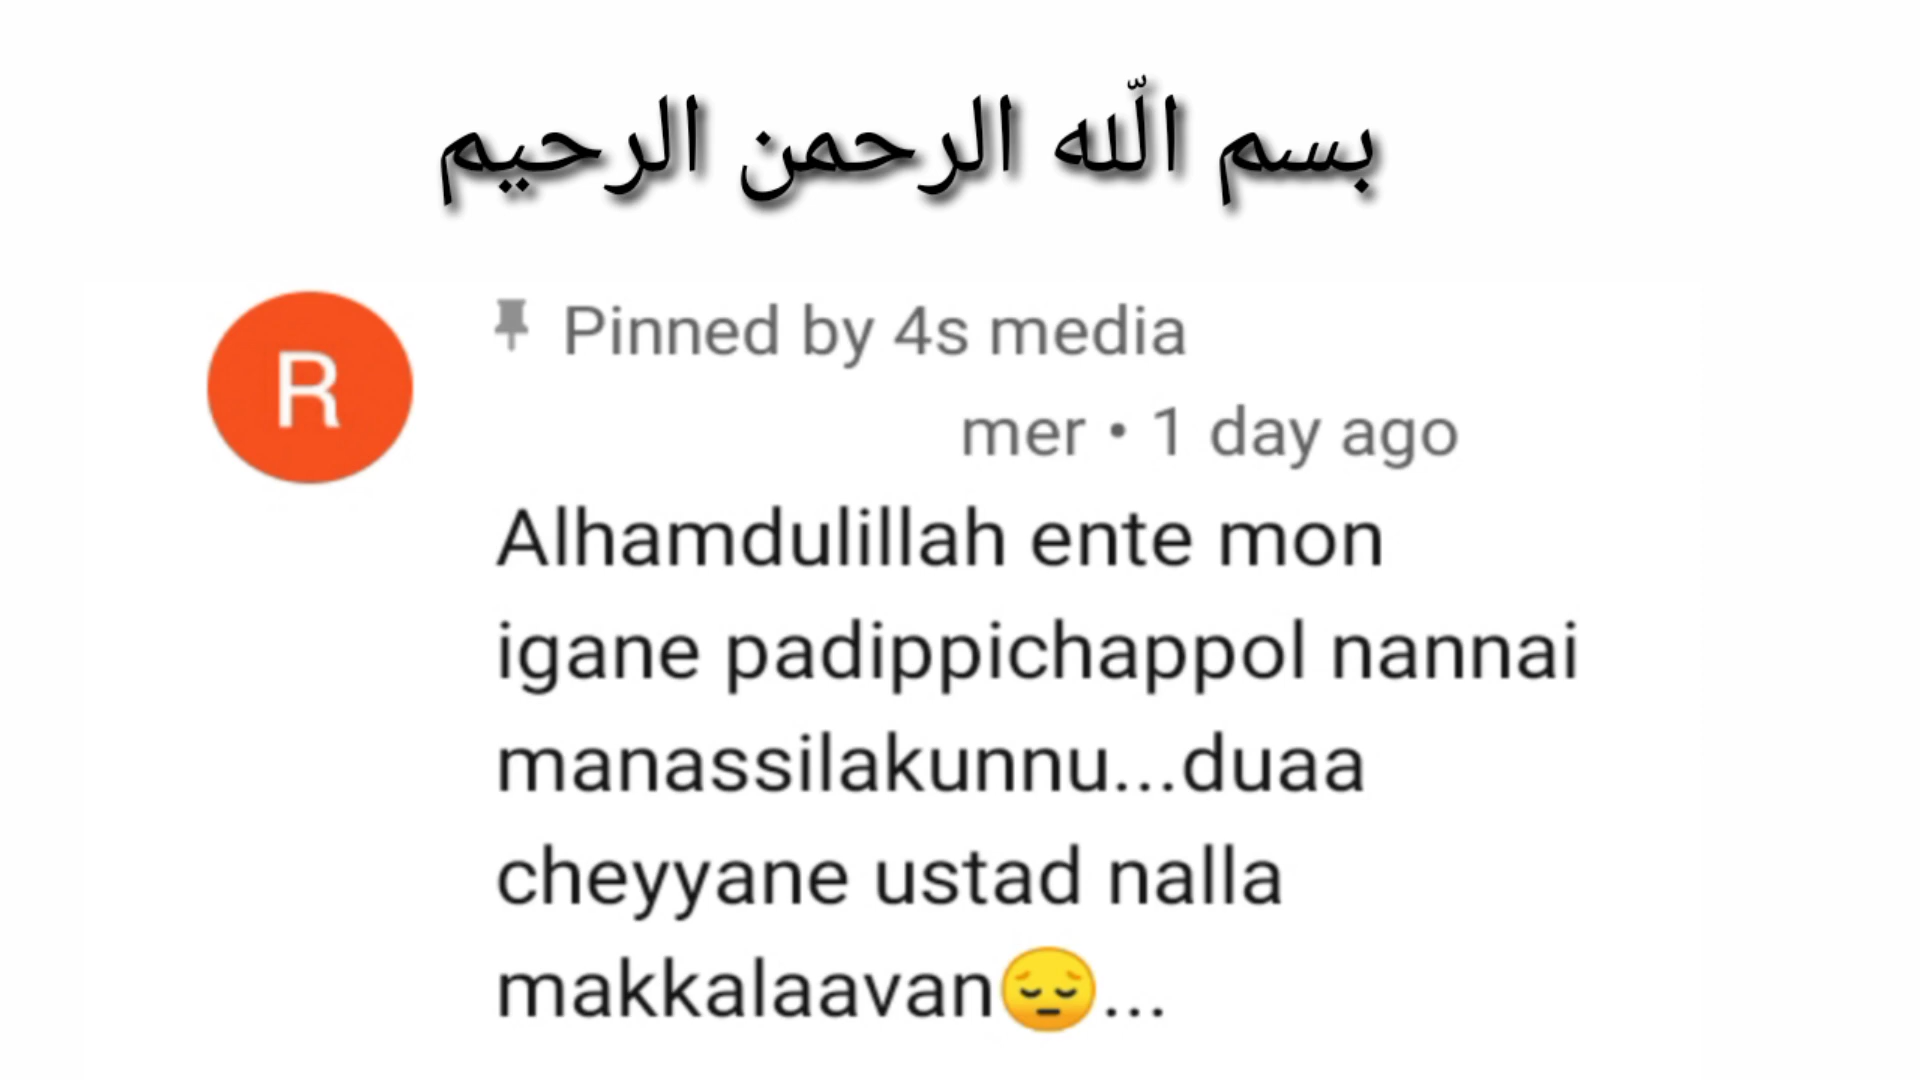 بسم الله الرحمن الرحيم
R
Pinned by 4s media
mer • 1 day ago
Alhamdulillah ente mon
igane padippichappol nannai
manassilakunnu...duaa
cheyyane ustad nalla
makkalaavan😔...